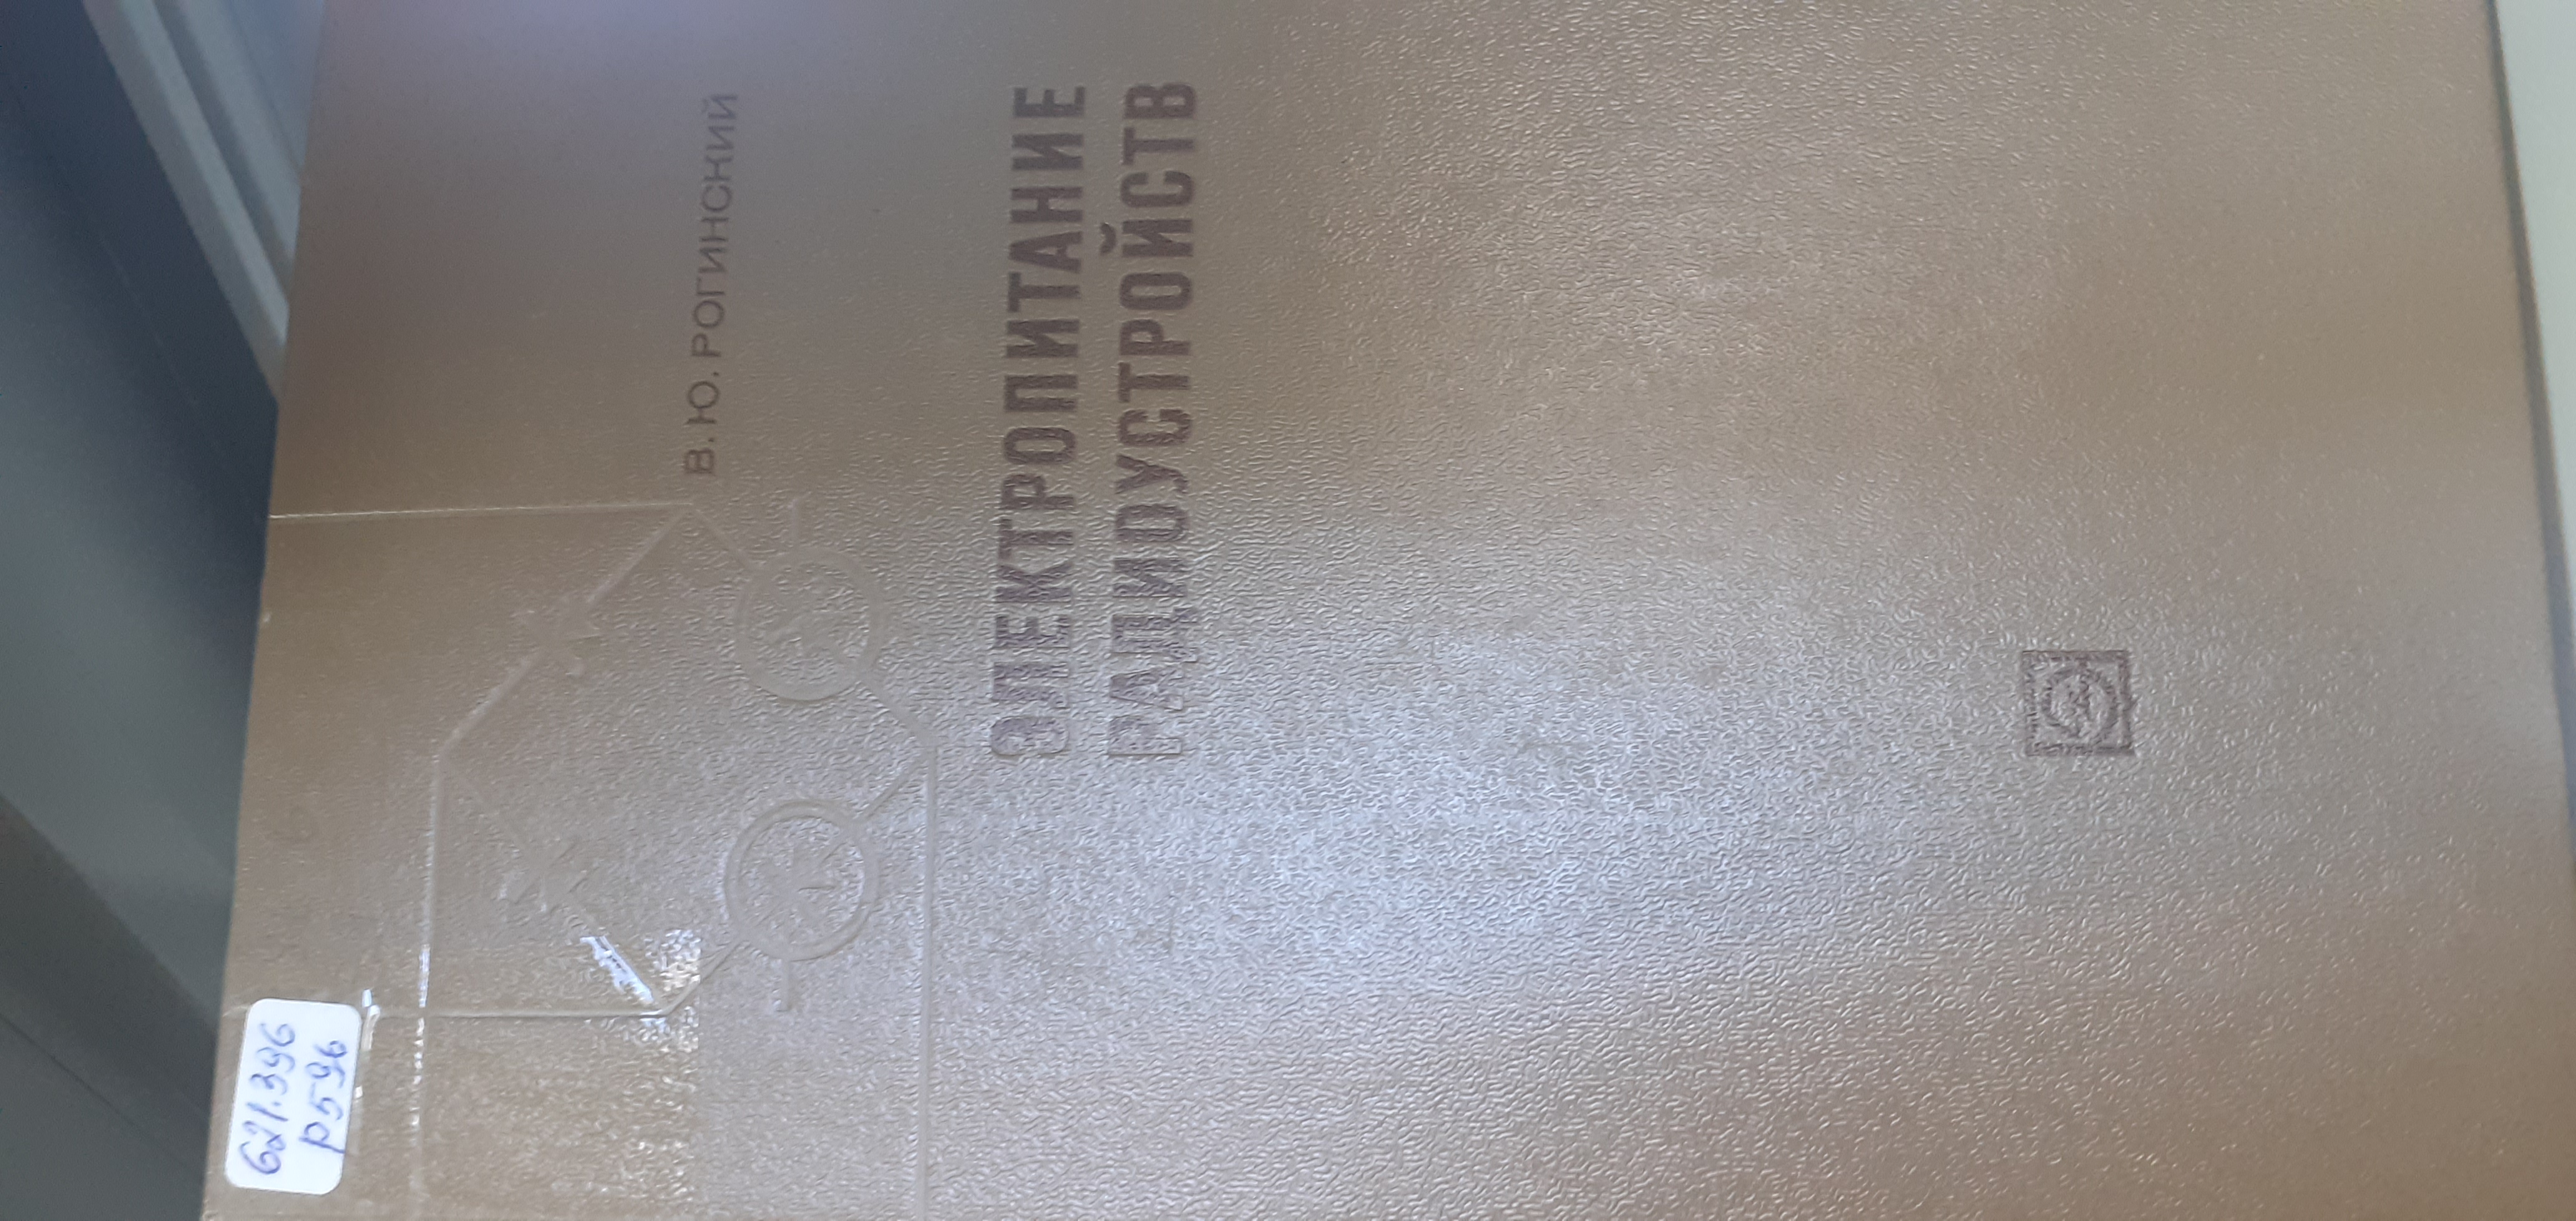 В. Ю. РОГИНСКИЙ
ЭЛЕКТРОПИТАНИЕ
РАДИОУСТРОЙСТВ
621.396
Р596